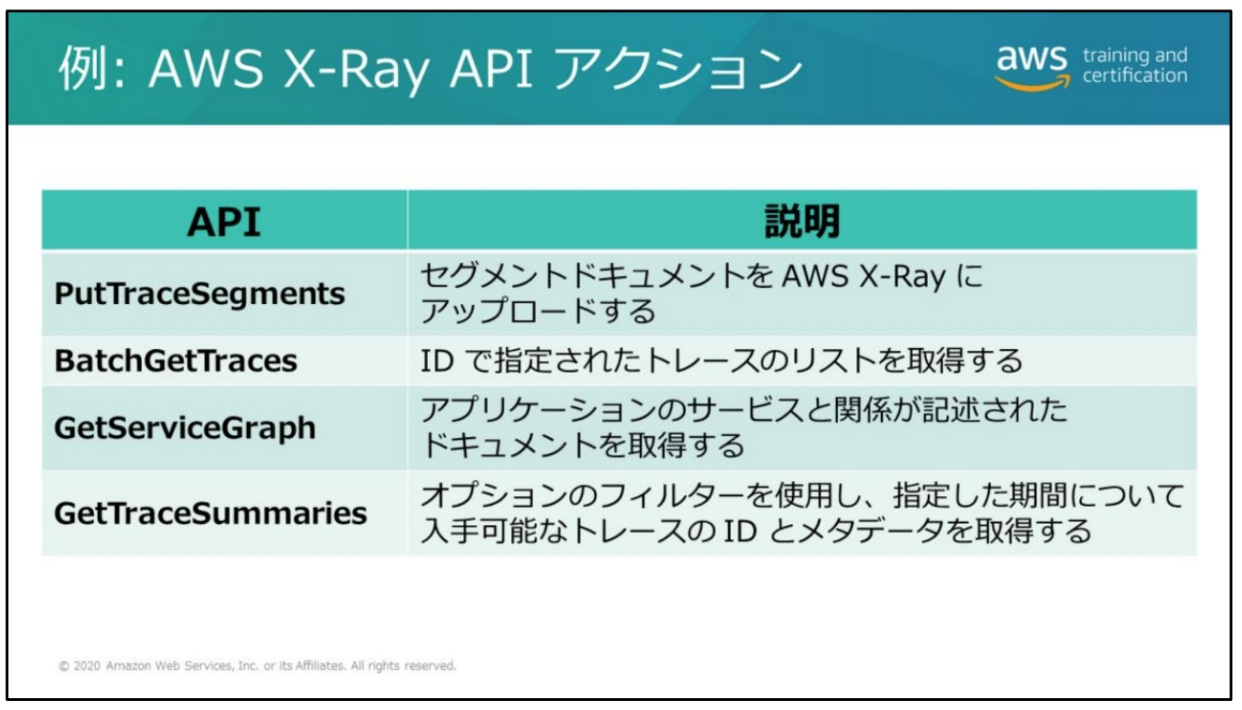 例: AWS X-Ray API アクション
aws training and
certification
API 説明
PutTraceSegments
セグメントドキュメントを AWS X-Ray に
アップロードする
BatchGetTraces
ID で指定されたトレースのリストを取得する
GetServiceGraph
アプリケーションのサービスと関係が記述された
ドキュメントを取得する
GetTraceSummaries
オプションのフィルターを使用し、指定した期間について
入手可能なトレースの ID とメタデータを取得する
© 2020 Amazon Web Services, Inc. or its Affiliates. All rights reserved.